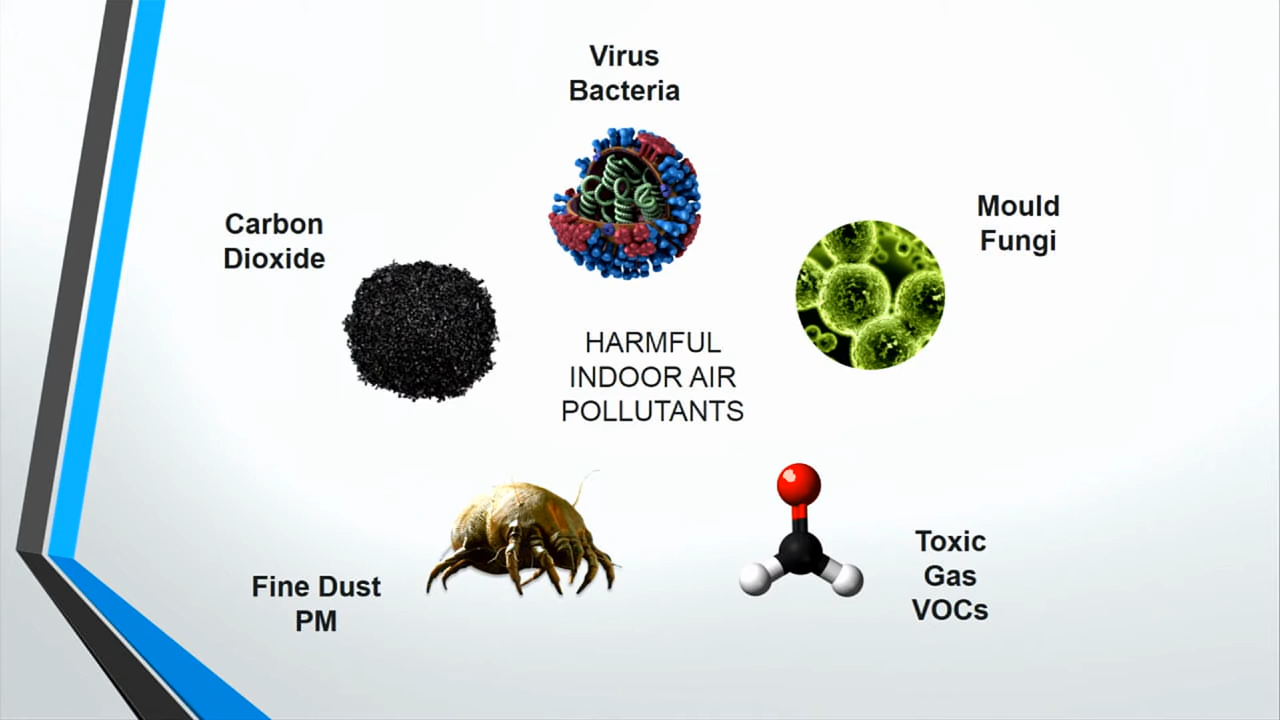 Virus
Bacteria
Carbon
Dioxide
Mould
Fungi
HARMFUL
INDOOR AIR
POLLUTANTS
Fine Dust
PM
Toxic
Gas
VOCs